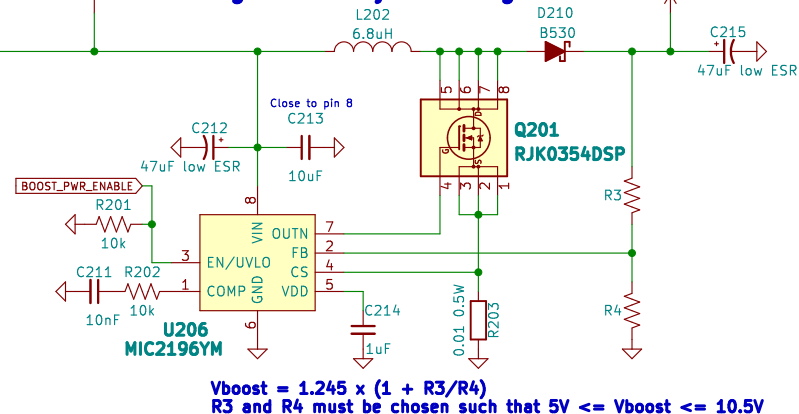 D210
L202
6.8uH
B530
C215
47uF low ESR
5 6 7 8
D
Close to pin 8
C212
C213
47uF low ESR
10uF
G
S
Q201
RJK0354DSP
4 3 2 1
BOOST_PWR_ENABLE
R201
10k
8
VIN
OUTN 7
FB 2
3 EN/UVLO
CS 4
1 COMP
GND
VDD 5
6
R3
C211
R202
10nF
10k
U206
MIC2196YM
C214
1uF
0.01 0.5W
R203
R4
Vboost = 1.245 x (1 + R3/R4)
R3 and R4 must be chosen such that 5V <= Vboost <= 10.5V